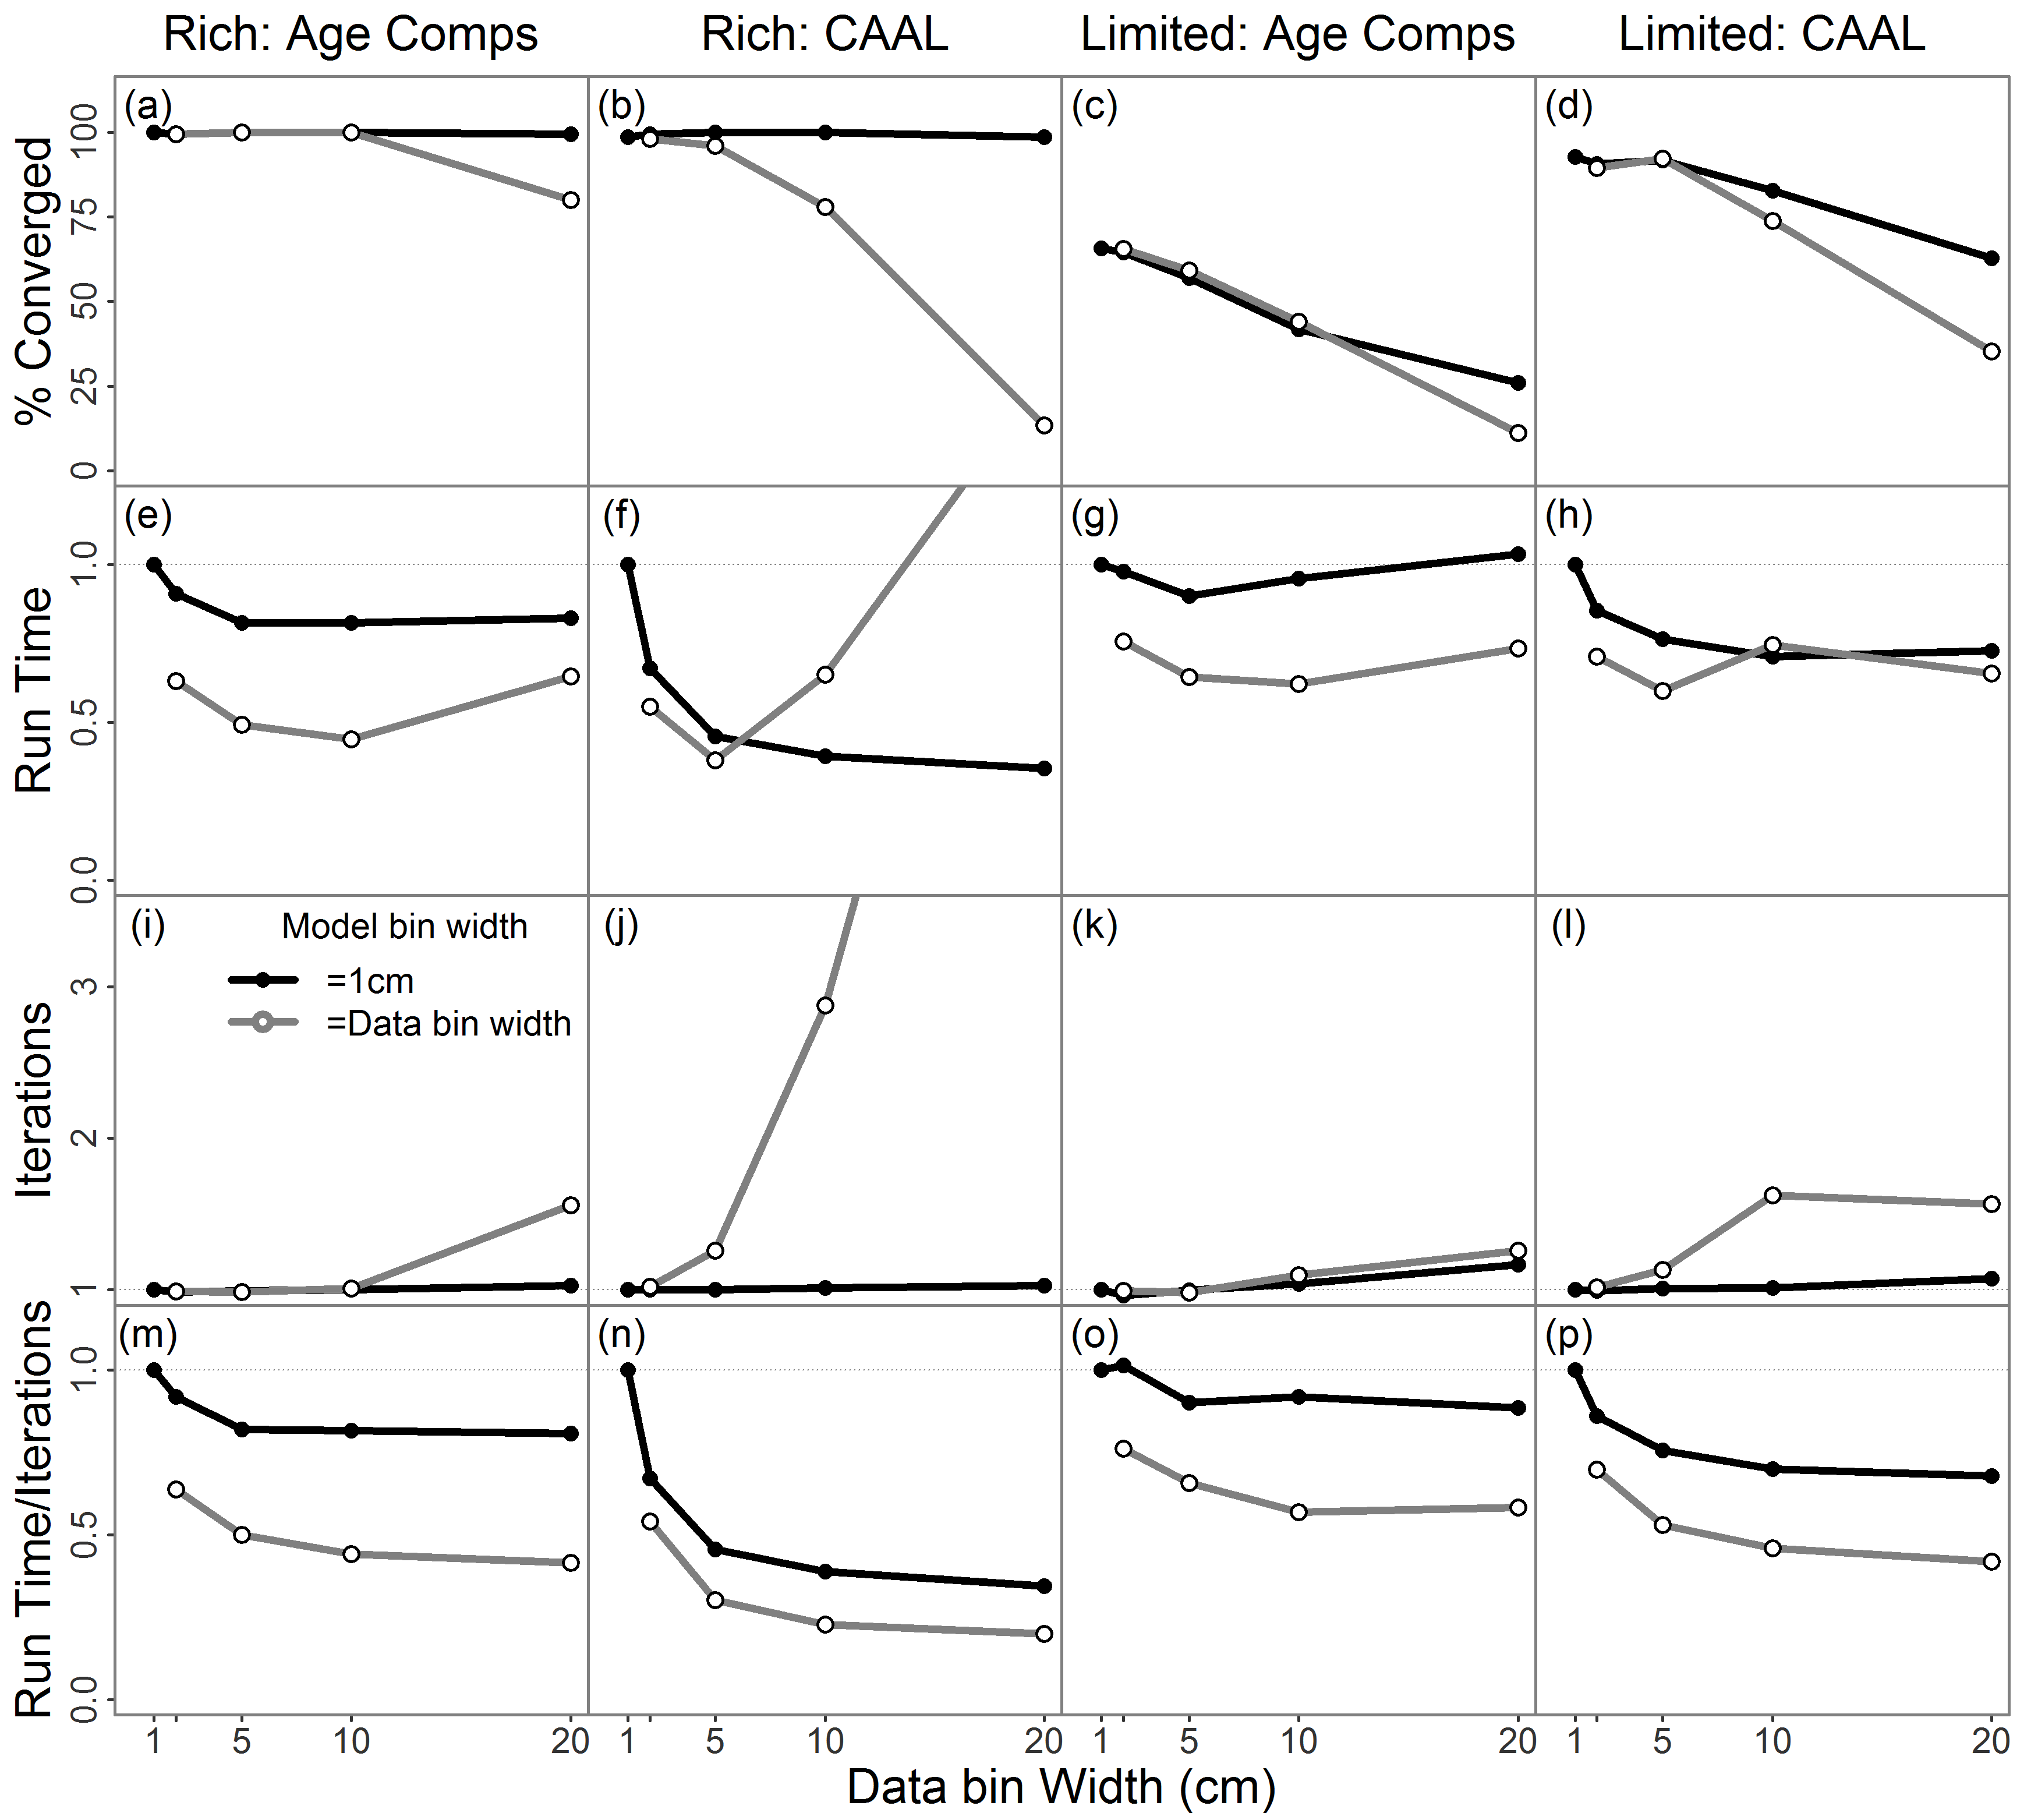 Rich: Age Comps
Rich: CAAL
Limited: Age Comps
Limited: CAAL
% Converged
0
25
50
75
100
(a)
(b)
(c)
(d)
Run Time
0.0
0.5
1.0
(e)
(f)
(g)
(h)
Iterations
1
2
3
(i)
Model bin width
=1cm
=Data bin width
(j)
(k)
(l)
Run Time/Iterations
0.0
0.5
1.0
(m)
(n)
(o)
(p)
1 5 10 20
1 5 10 20
1 5 10 20
1 5 10 20
Data bin Width (cm)